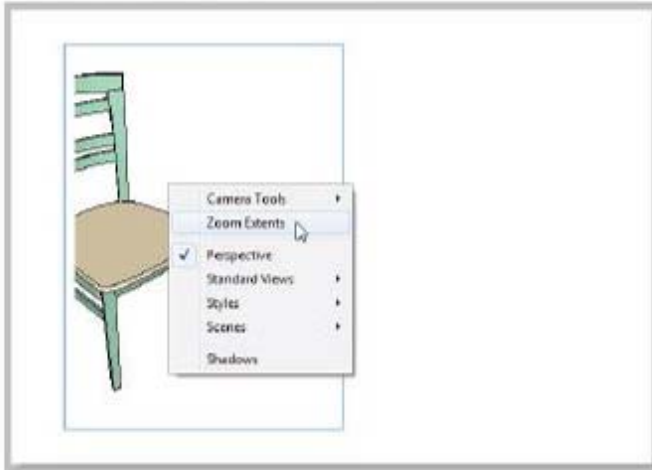 Camera Tools
Zoom Extents
Perspective
Standard Views
Styles
Scenes
Shadows